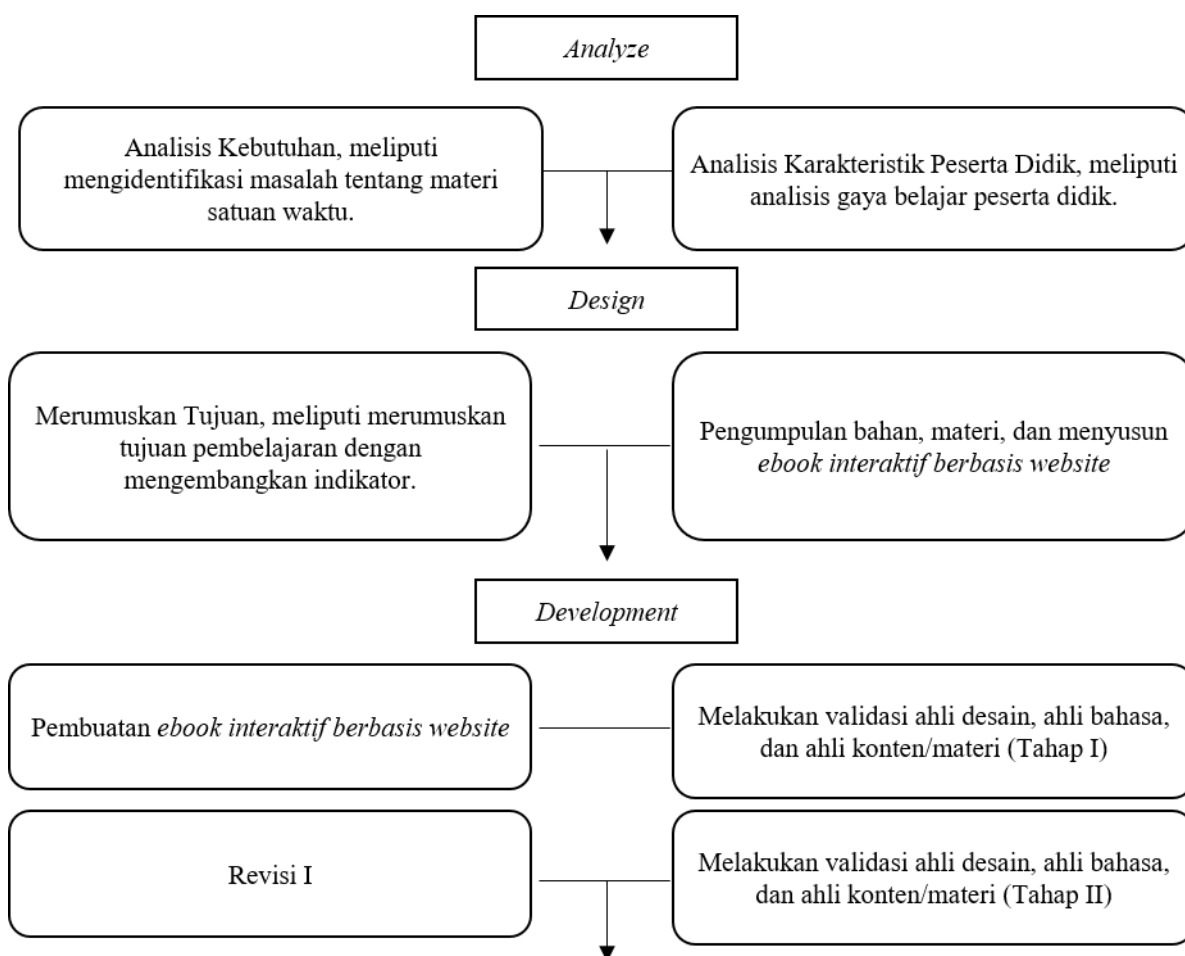 Analyze
Analisis Kebutuhan, meliputi
mengidentifikasi masalah tentang materi
satuan waktu.
Analisis Karakteristik Peserta Didik, meliputi
analisis gaya belajar peserta didik.
Design
Merumuskan Tujuan, meliputi merumuskan
tujuan pembelajaran dengan
mengembangkan indikator.
Pengumpulan bahan, materi, dan menyusun
ebook interaktif berbasis website
Development
Pembuatan ebook interaktif berbasis website
Melakukan validasi ahli desain, ahli bahasa,
dan ahli konten/materi (Tahap I)
Revisi I
Melakukan validasi ahli desain, ahli bahasa,
dan ahli konten/materi (Tahap II)